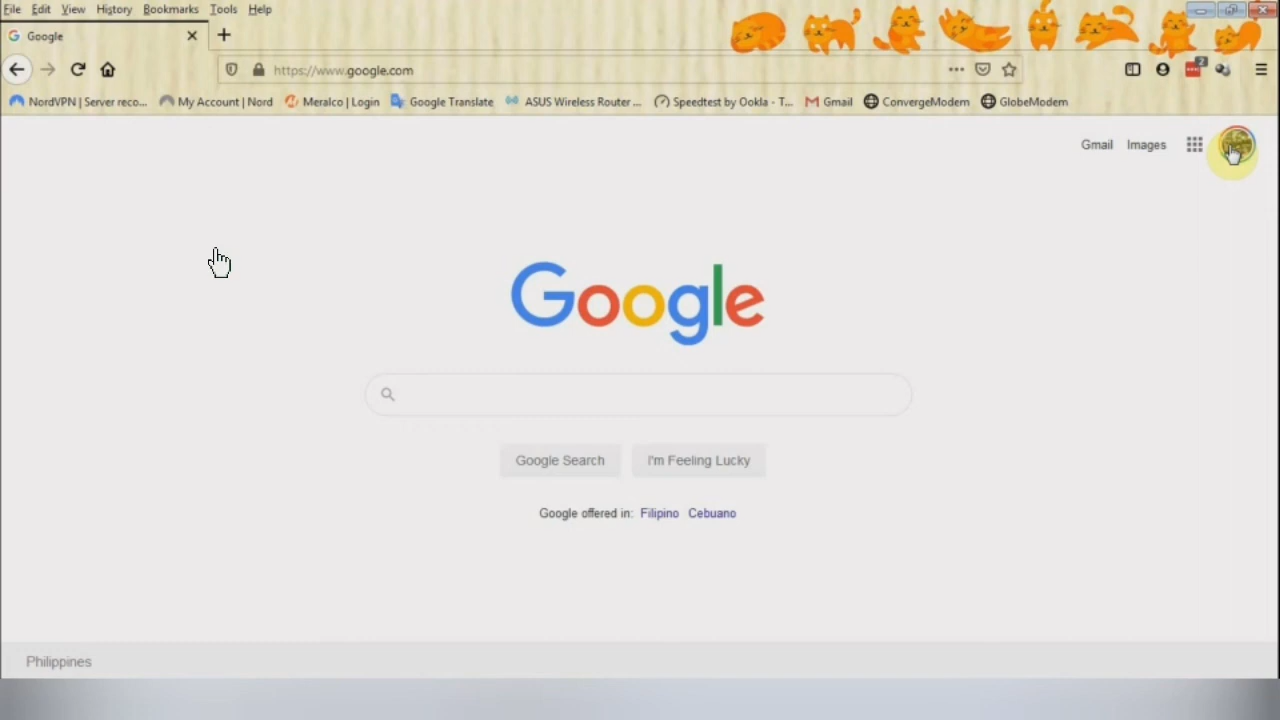 File Edit View History Bookmarks Tools Help
Google
https://www.google.com
2
NordVPN | Server reco... My Account | Nord Meralco | Login Google Translate ASUS Wireless Router ... Speedtest by Ookla - T... Gmail ConvergeModem GlobeModem
Gmail Images
Google
Google Search I'm Feeling Lucky
Google offered in: Filipino Cebuano
Philippines